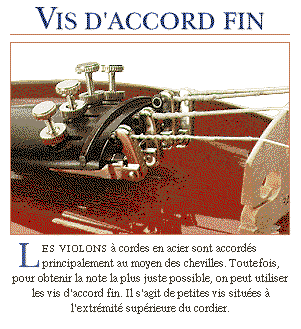 VIS D'ACCORD FIN
LES VIOLONS à cordes en acier sont accordés
principalement au moyen des chevilles. Toutefois,
pour obtenir la note la plus juste possible, on peut utiliser
les vis d'accord fin. Il s'agit de petites vis situées à
l'extrémité supérieure du cordier.